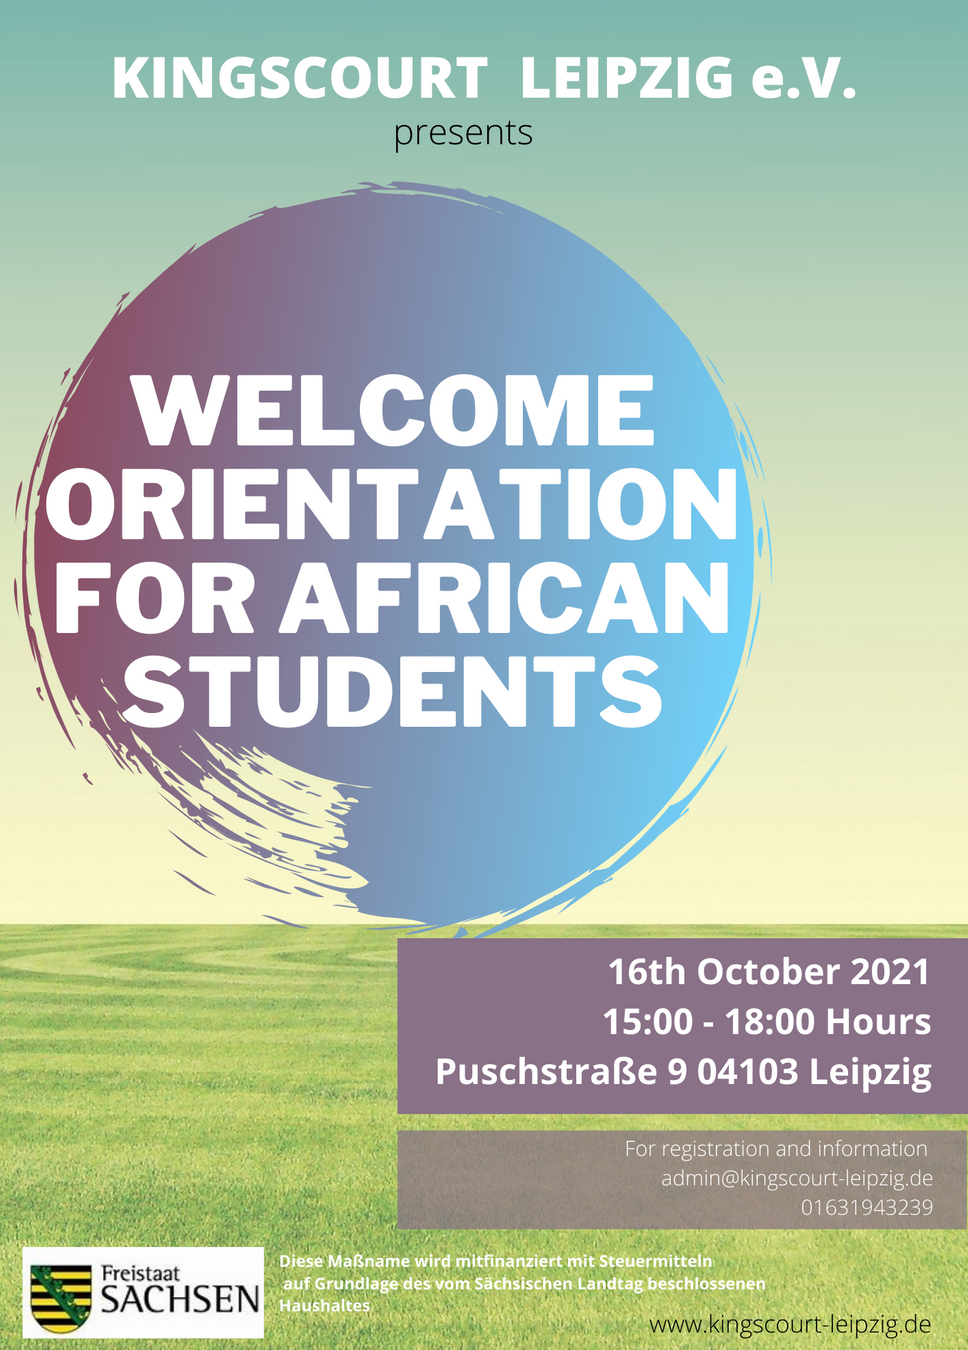 KINGSCOURT LEIPZIG e.V.
presents
WELCOME
ORIENTATION
FOR AFRICAN
STUDENTS
16th October 2021
15:00 - 18:00 Hours
Puschstraße 9 04103 Leipzig
For registration and information
admin@kingscourt-leipzig.de
01631943239
Freistaat
SACHSEN
Diese Maßname wird mitfinanziert mit Steuermitteln
auf Grundlage des vom Sächsischen Landtag beschlossenen
Haushaltes
www.kingscourt-leipzig.de